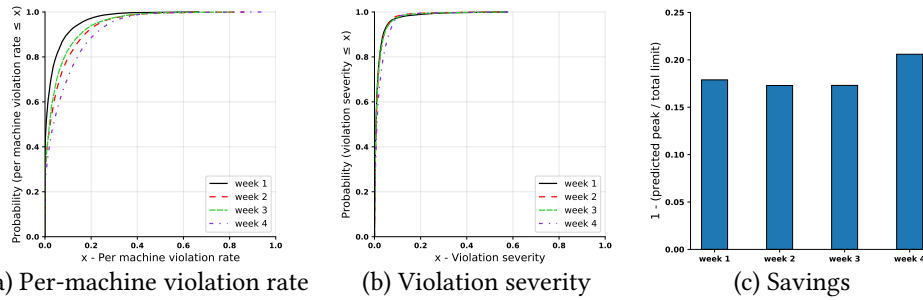 Probability (per machine violation rate ≤ x)
1.0
0.8
0.6
0.4
0.2
0.0
0.0 0.2 0.4 0.6 0.8 1.0
x - Per machine violation rate
week 1
week 2
week 3
week 4
a) Per-machine violation rate
Probability (violation severity ≤ x)
1.0
0.8
0.6
0.4
0.2
0.0
0.0 0.2 0.4 0.6 0.8 1.0
x - Violation severity
week 1
week 2
week 3
week 4
(b) Violation severity
1 - (predicted peak / total limit)
0.25
0.20
0.15
0.10
0.05
0.00
week 1 week 2 week 3 week 4
(c) Savings